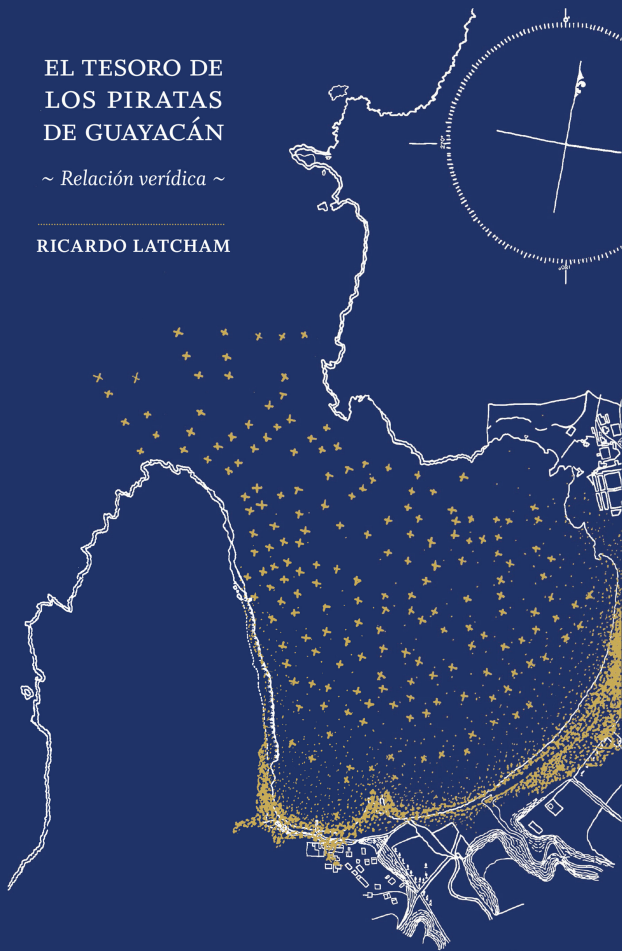 EL TESORO DE
LOS PIRATAS
DE GUAYACÁN
~ Relación verídica ~
RICARDO LATCHAM